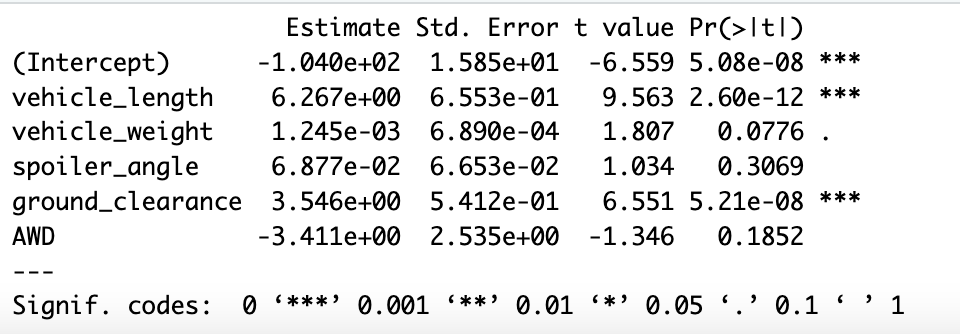 Estimate Std. Error t value Pr(>|t|)
(Intercept) -1.040e+02 1.585e+01 -6.559 5.08e-08 ***
vehicle_length 6.267e+00 6.553e-01 9.563 2.60e-12 ***
vehicle_weight 1.245e-03 6.890e-04 1.807 0.0776 .
spoiler_angle 6.877e-02 6.653e-02 1.034 0.3069
ground_clearance 3.546e+00 5.412e-01 6.551 5.21e-08 ***
AWD -3.411e+00 2.535e+00 -1.346 0.1852
---
Signif. codes: 0 ‘***’ 0.001 ‘**’ 0.01 ‘*’ 0.05 ‘.’ 0.1 ‘ ’ 1